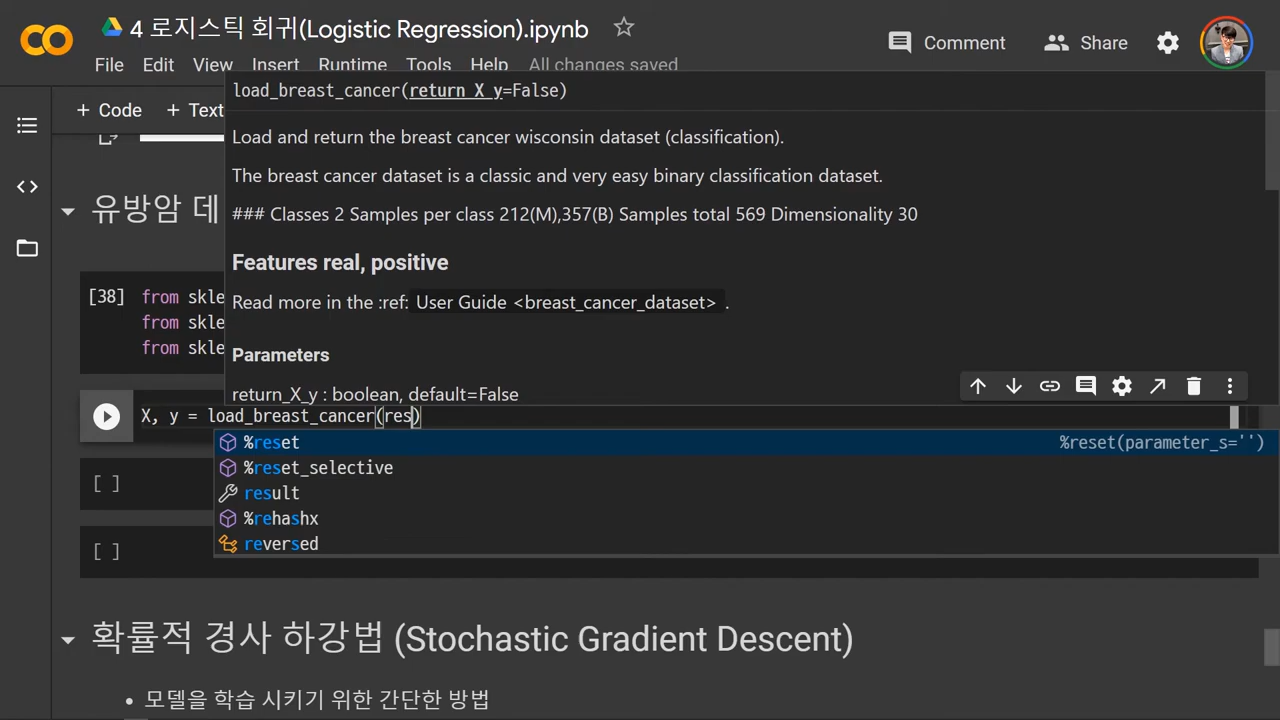 4 로지스틱 회귀(Logistic Regression).ipynb
Comment
Share
File Edit View Insert Runtime Tools Help All changes saved
+ Code + Text
load_breast_cancer(return_X_y=False)
Load and return the breast cancer wisconsin dataset (classification).
The breast cancer dataset is a classic and very easy binary classification dataset.
### Classes 2 Samples per class 212(M),357(B) Samples total 569 Dimensionality 30
Features real, positive
Read more in the :ref: User Guide <breast_cancer_dataset> .
Parameters
return_X_y : boolean, default=False
유방암 데
[38] from skle
from skle
from skle
X, y = load_breast_cancer(res)
%reset %reset(parameter_s='')
%reset_selective
result
%rehashx
reversed
[ ]
[ ]
확률적 경사 하강법 (Stochastic Gradient Descent)
• 모델을 학습 시키기 위한 간단한 방법